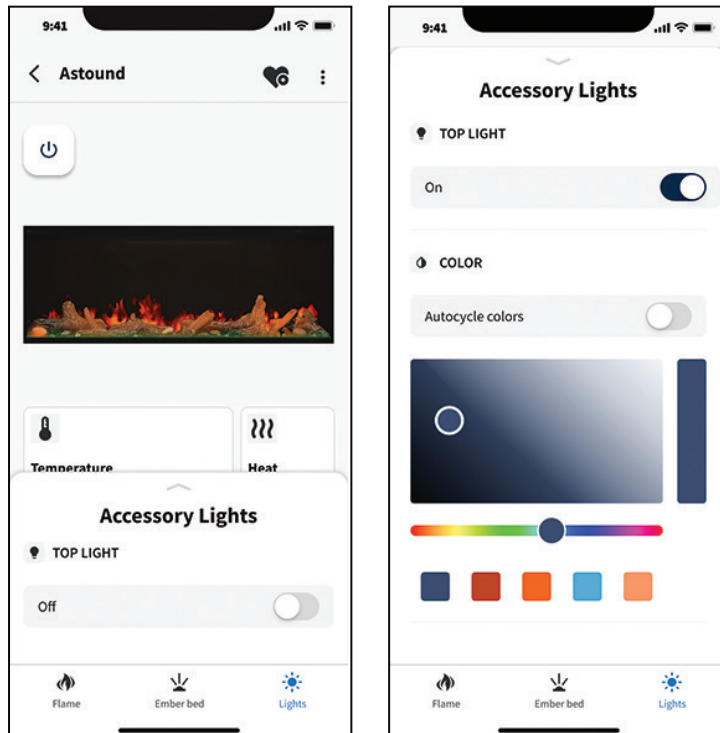 9:41
Astound
Temperature
Heat
Accessory Lights
TOP LIGHT
Off
Flame
Ember bed
Lights
9:41
Accessory Lights
TOP LIGHT
On
COLOR
Autocycle colors
Flame
Ember bed
Lights